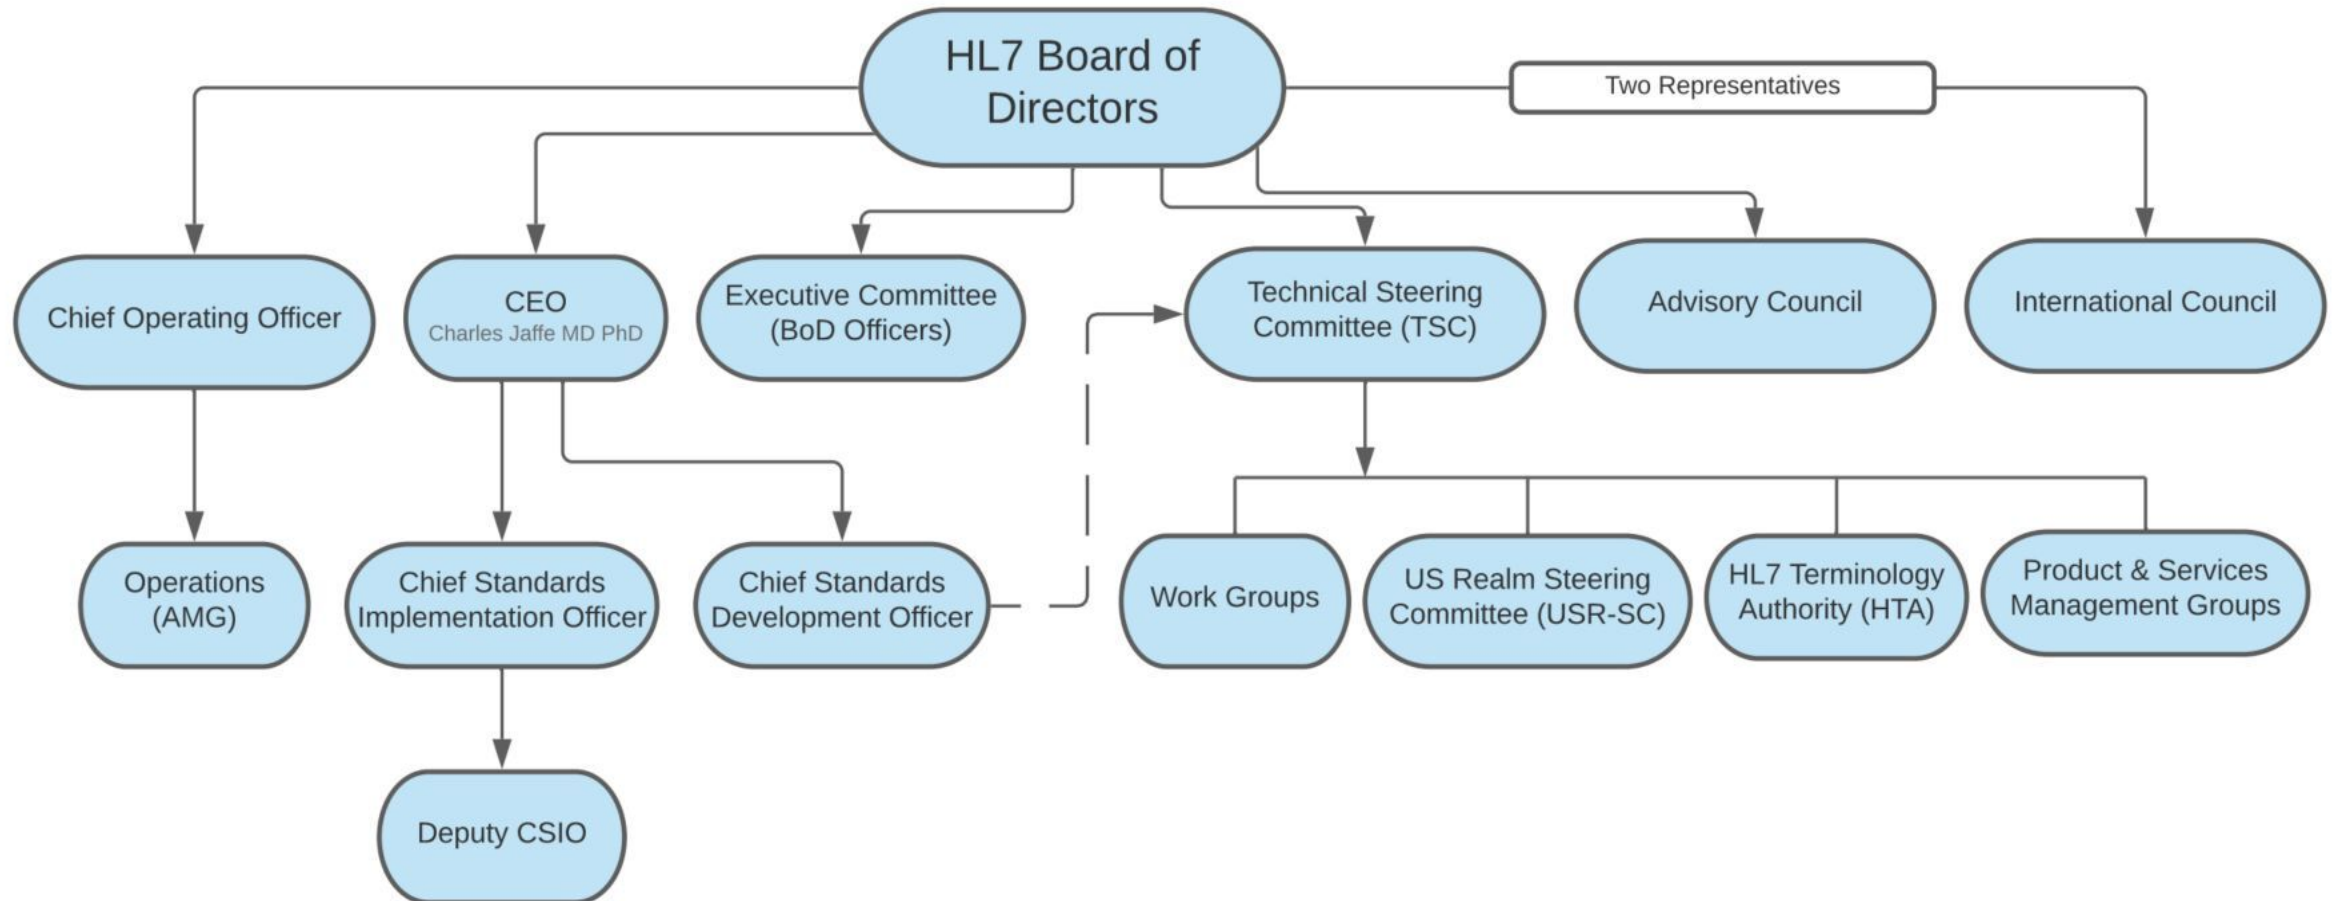 HL7 Board of
Directors
Two Representatives
Chief Operating Officer
CEO
Charles Jaffe MD PhD
Executive Committee
(BoD Officers)
Technical Steering
Committee (TSC)
Advisory Council
International Council
Operations
(AMG)
Chief Standards
Implementation Officer
Chief Standards
Development Officer
Work Groups
US Realm Steering
Committee (USR-SC)
HL7 Terminology
Authority (HTA)
Product & Services
Management Groups
Deputy CSIO